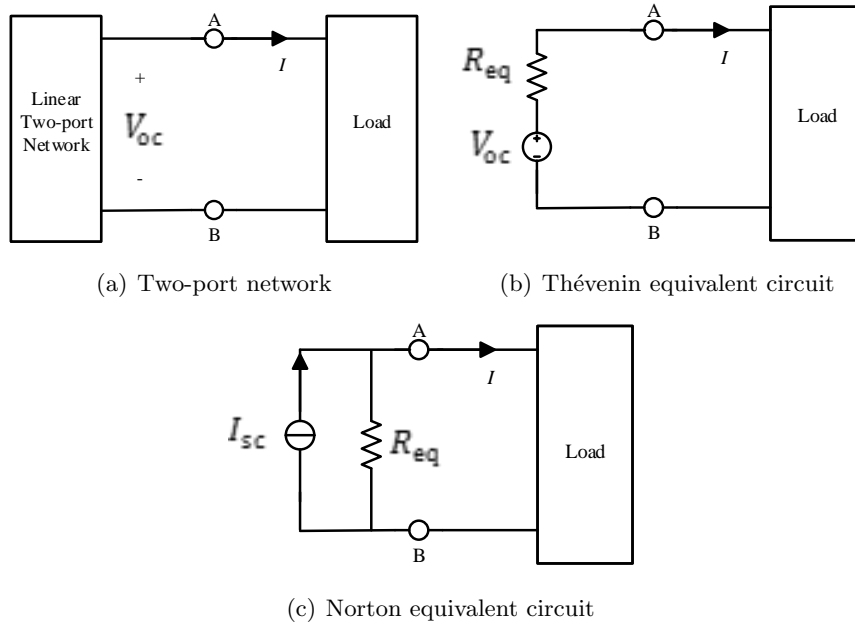 A
I
Linear
Two-port
Network
+
V_oc
-
Load
B
(a) Two-port network
A
I
R_eq
V_oc
+
-
Load
B
(b) Thévenin equivalent circuit
A
I
I_sc
R_eq
Load
B
(c) Norton equivalent circuit